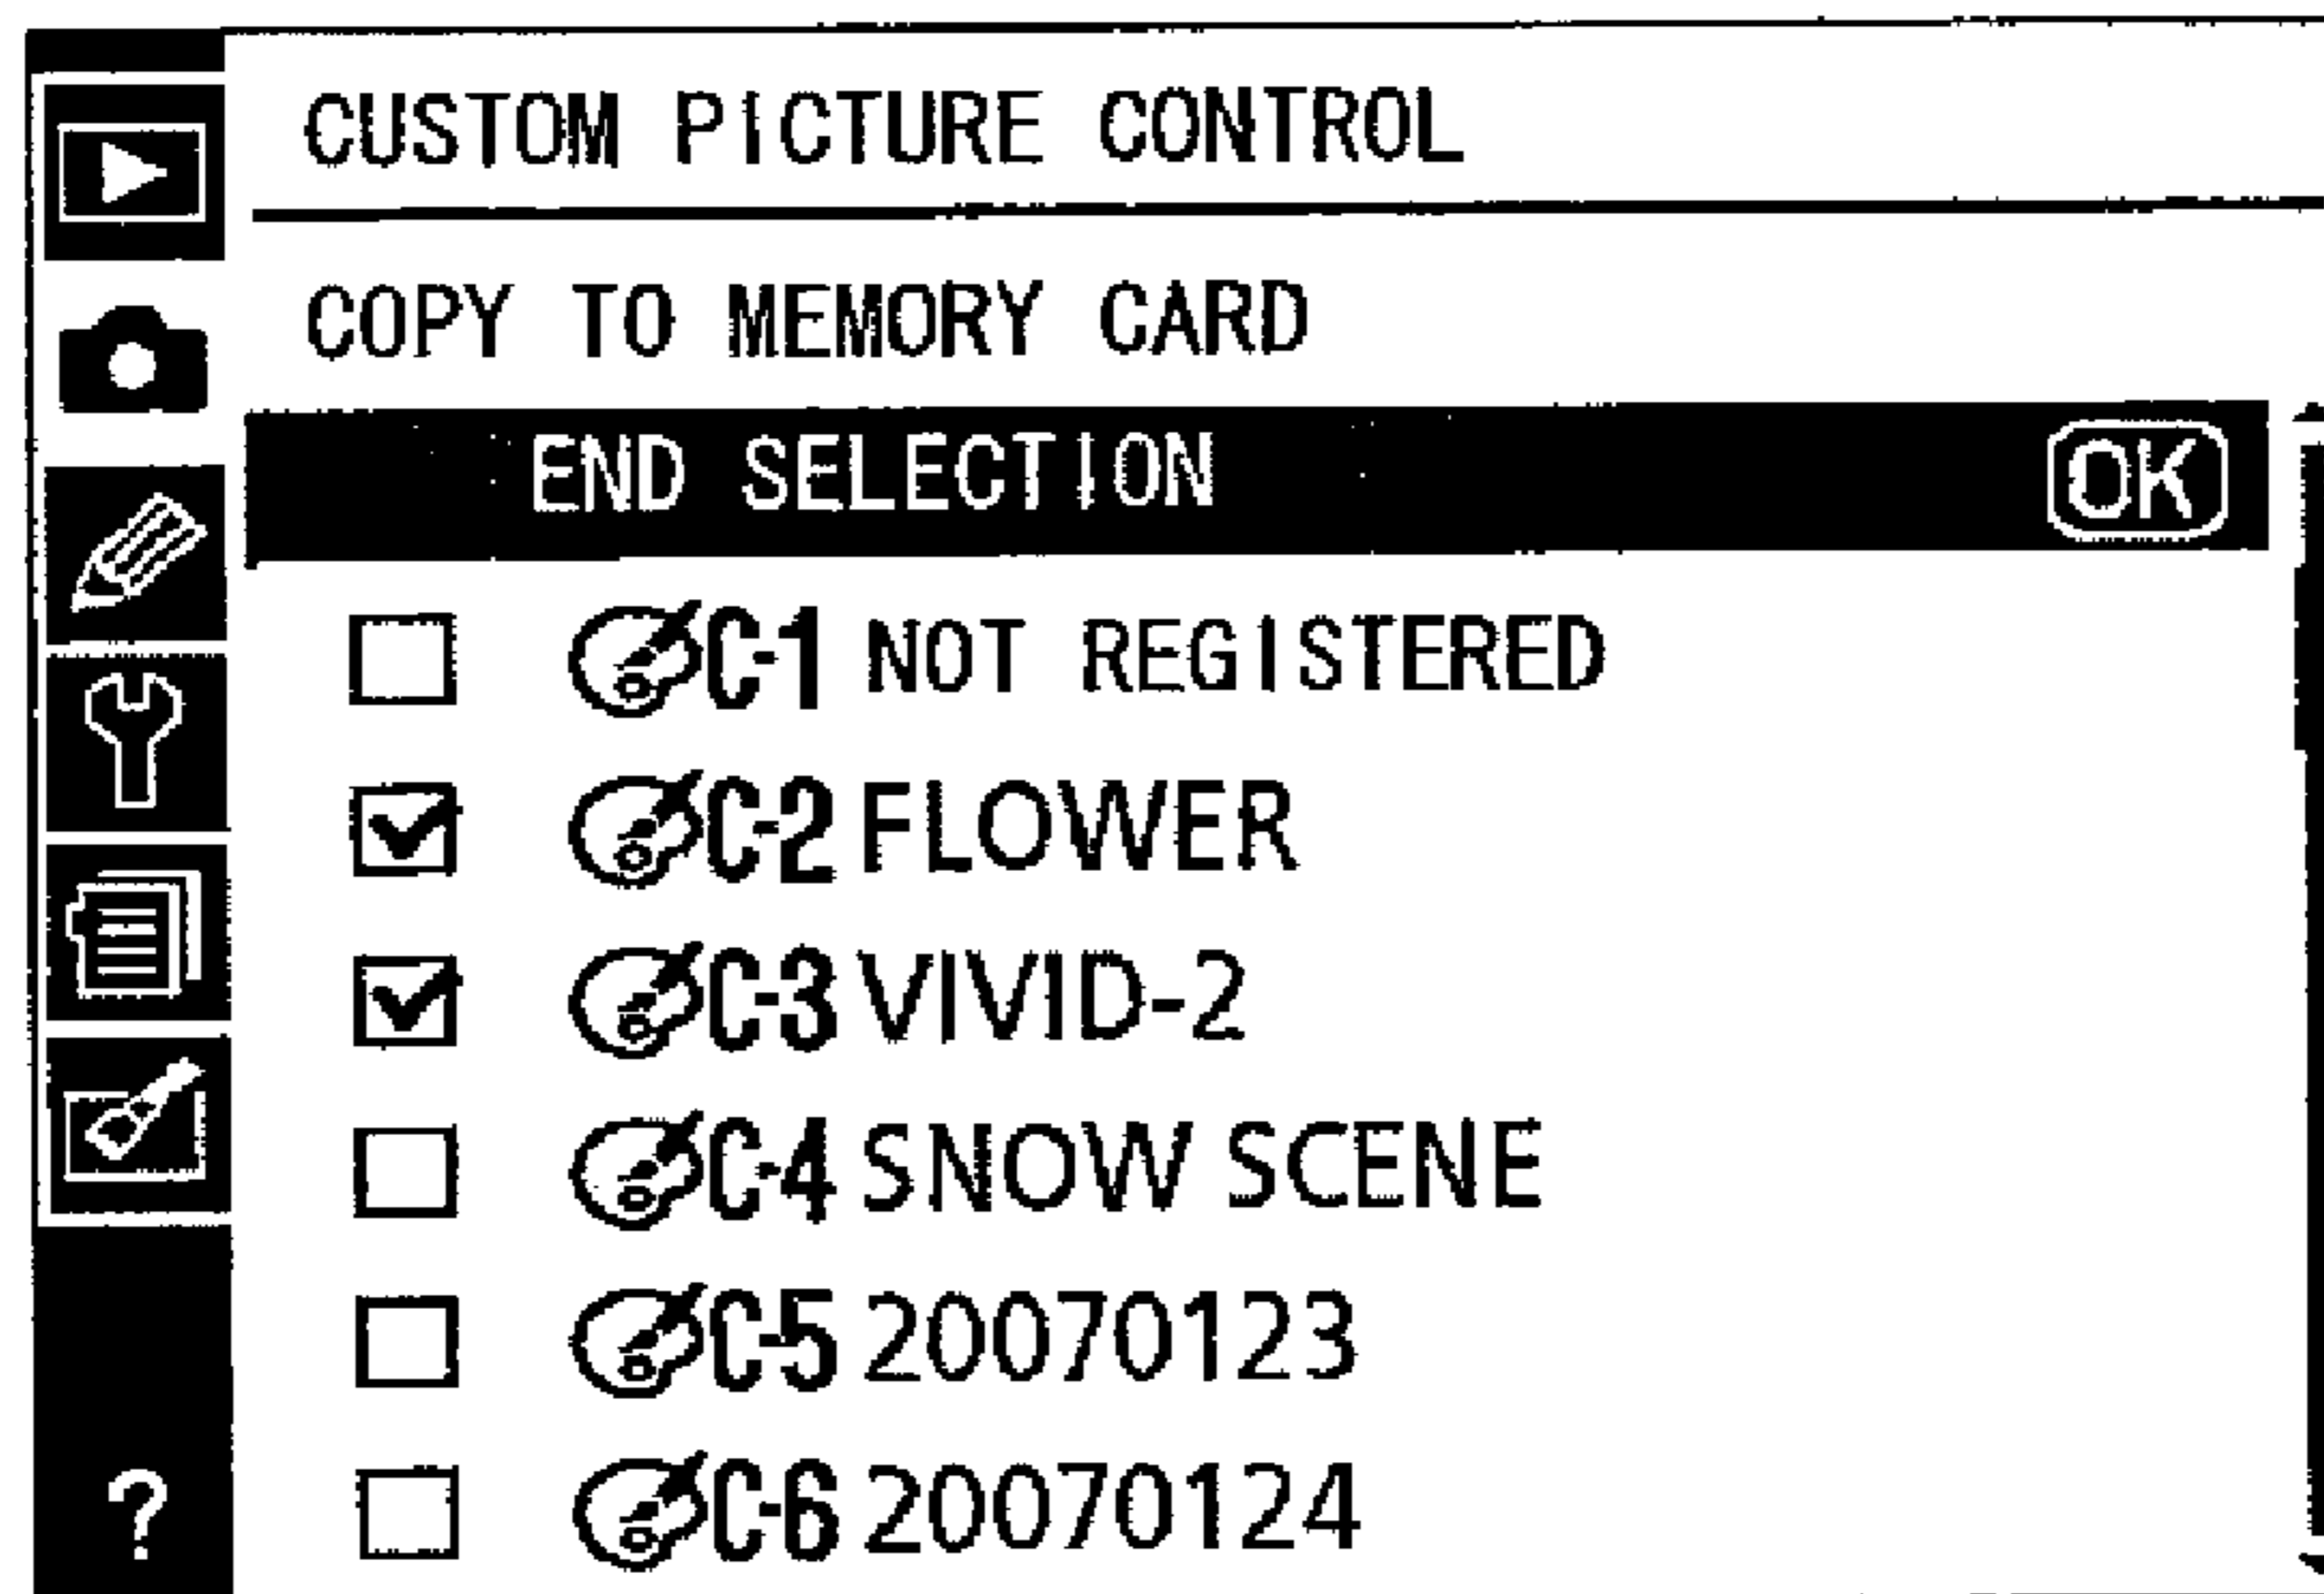 CUSTOM PICTURE CONTROL
COPY TO MEMORY CARD
END SELECTION OK
C-1 NOT REGISTERED
C-2 FLOWER
C-3 VIVID-2
C-4 SNOW SCENE
C-5 20070123
C-6 20070124
?